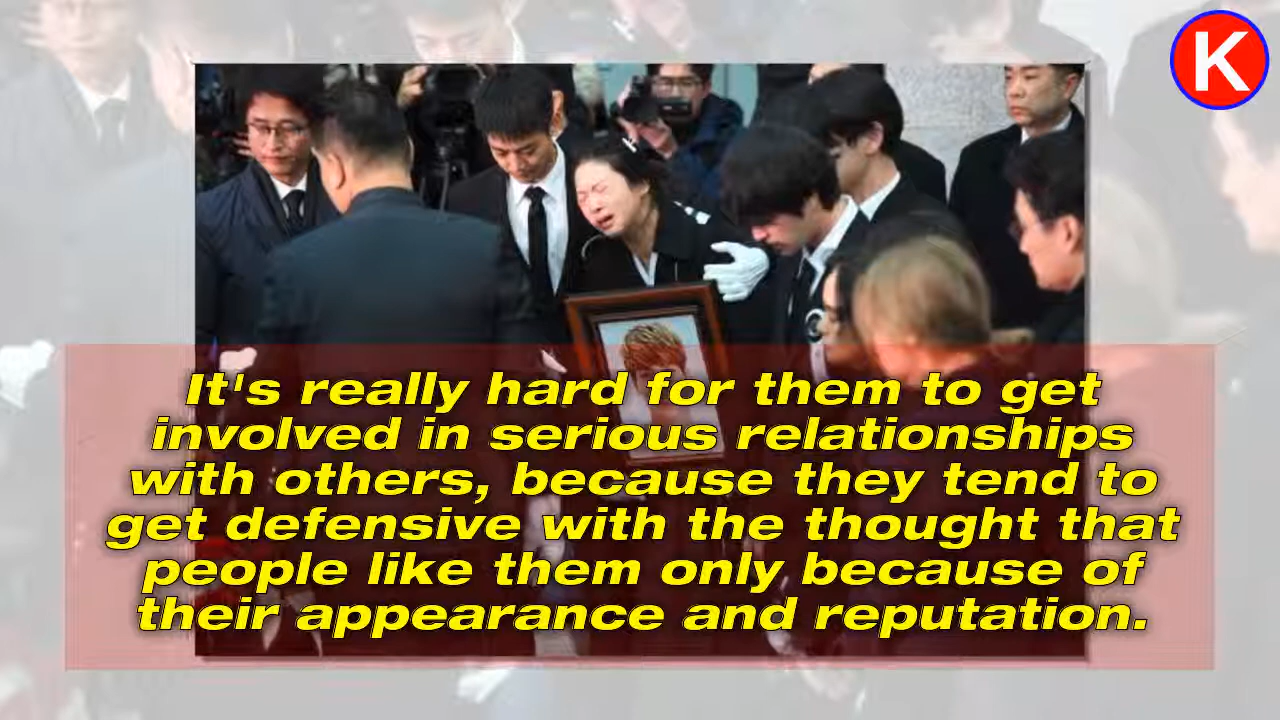 K
It's really hard for them to get
involved in serious relationships
with others, because they tend to
get defensive with the thought that
people like them only because of
their appearance and reputation.